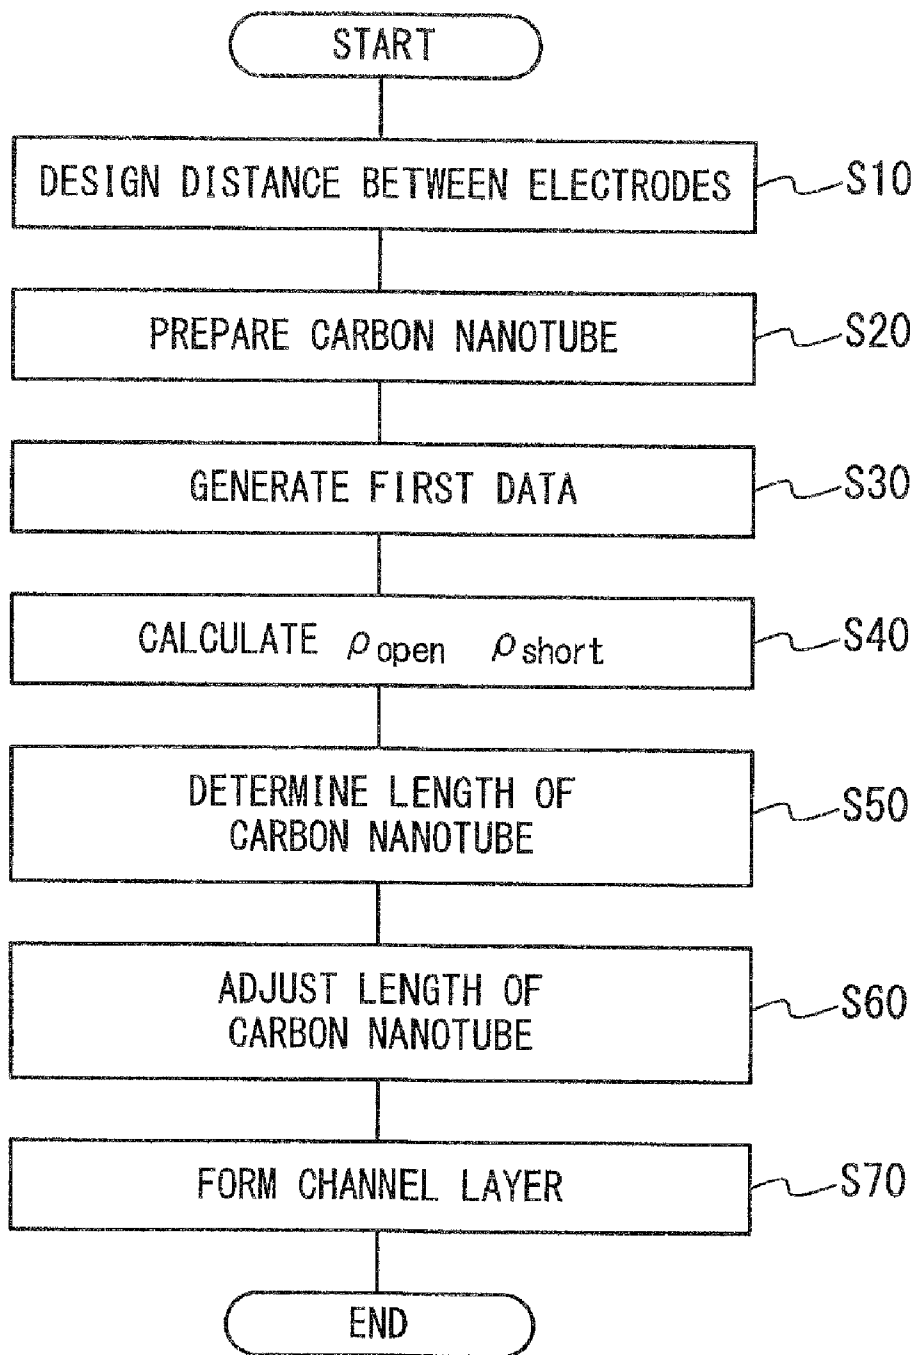 START
DESIGN DISTANCE BETWEEN ELECTRODES
S10
PREPARE CARBON NANOTUBE
S20
GENERATE FIRST DATA
S30
CALCULATE ρopen ρshort
S40
DETERMINE LENGTH OF
CARBON NANOTUBE
S50
ADJUST LENGTH OF
CARBON NANOTUBE
S60
FORM CHANNEL LAYER
S70
END